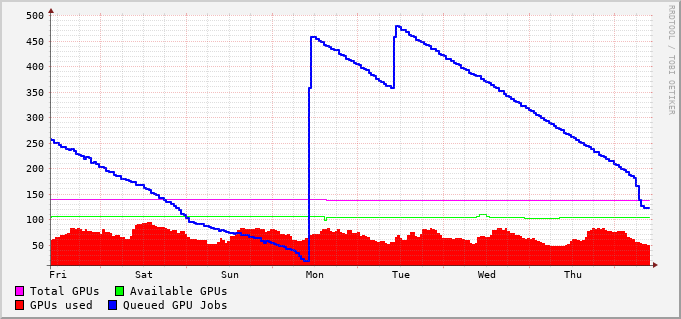 500
450
400
350
300
250
200
150
100
50
Fri Sat Sun Mon Tue Wed Thu
Total GPUs Available GPUs
GPUs used Queued GPU Jobs
RRDTOOL / TOBI OETIKER